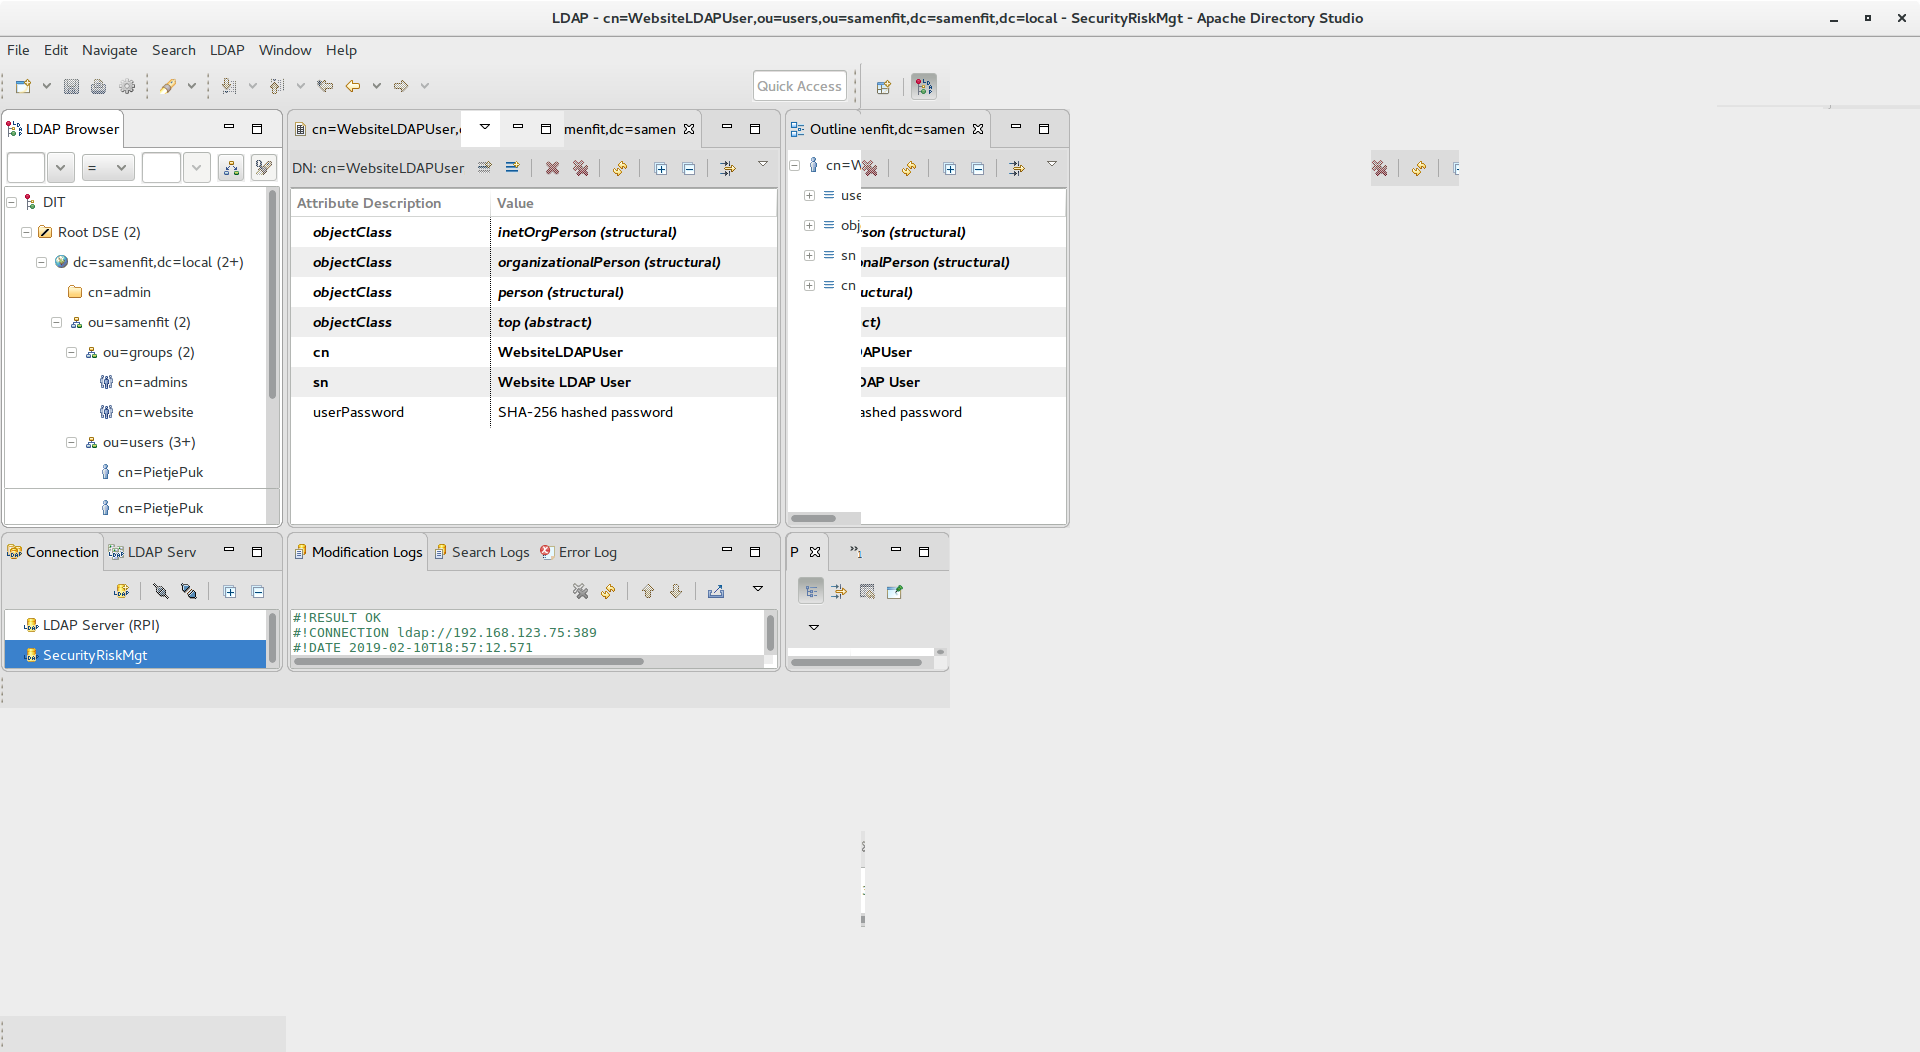 LDAP - cn=WebsiteLDAPUser,ou=users,ou=samenfit,dc=samenfit,dc=local - SecurityRiskMgt - Apache Directory Studio
File Edit Navigate Search LDAP Window Help
Quick Access
LDAP Browser
=
DIT
Root DSE (2)
dc=samenfit,dc=local (2+)
cn=admin
ou=samenfit (2)
ou=groups (2)
cn=admins
cn=website
ou=users (3+)
cn=PietjePuk
cn=PietjePuk
cn=WebsiteLDAPUser, menfit,dc=samen
DN: cn=WebsiteLDAPUser
Attribute Description Value
objectClass inetOrgPerson (structural)
objectClass organizationalPerson (structural)
objectClass person (structural)
objectClass top (abstract)
cn WebsiteLDAPUser
sn Website LDAP User
userPassword SHA-256 hashed password
Outline enfit,dc=samen
cn=W
use
obj son (structural)
sn nalPerson (structural)
cn uctural)
ct)
DAPUser
DAP User
ashed password
Connection LDAP Serv
LDAP Server (RPI)
SecurityRiskMgt
Modification Logs Search Logs Error Log
#!RESULT OK
#!CONNECTION ldap://192.168.123.75:389
#!DATE 2019-02-10T18:57:12.571
P »1